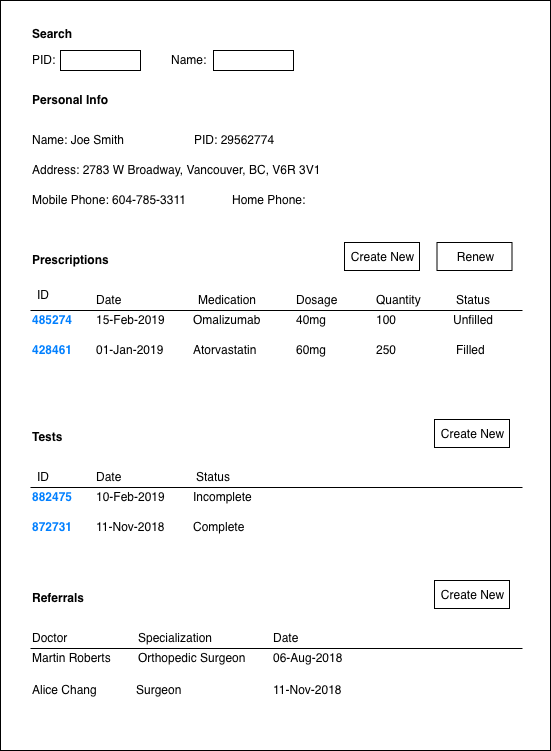 Search
PID: Name:
Personal Info
Name: Joe Smith PID: 29562774
Address: 2783 W Broadway, Vancouver, BC, V6R 3V1
Mobile Phone: 604-785-3311 Home Phone:
Prescriptions Create New Renew
ID Date Medication Dosage Quantity Status
485274 15-Feb-2019 Omalizumab 40mg 100 Unfilled
428461 01-Jan-2019 Atorvastatin 60mg 250 Filled
Tests Create New
ID Date Status
882475 10-Feb-2019 Incomplete
872731 11-Nov-2018 Complete
Referrals Create New
Doctor Specialization Date
Martin Roberts Orthopedic Surgeon 06-Aug-2018
Alice Chang Surgeon 11-Nov-2018